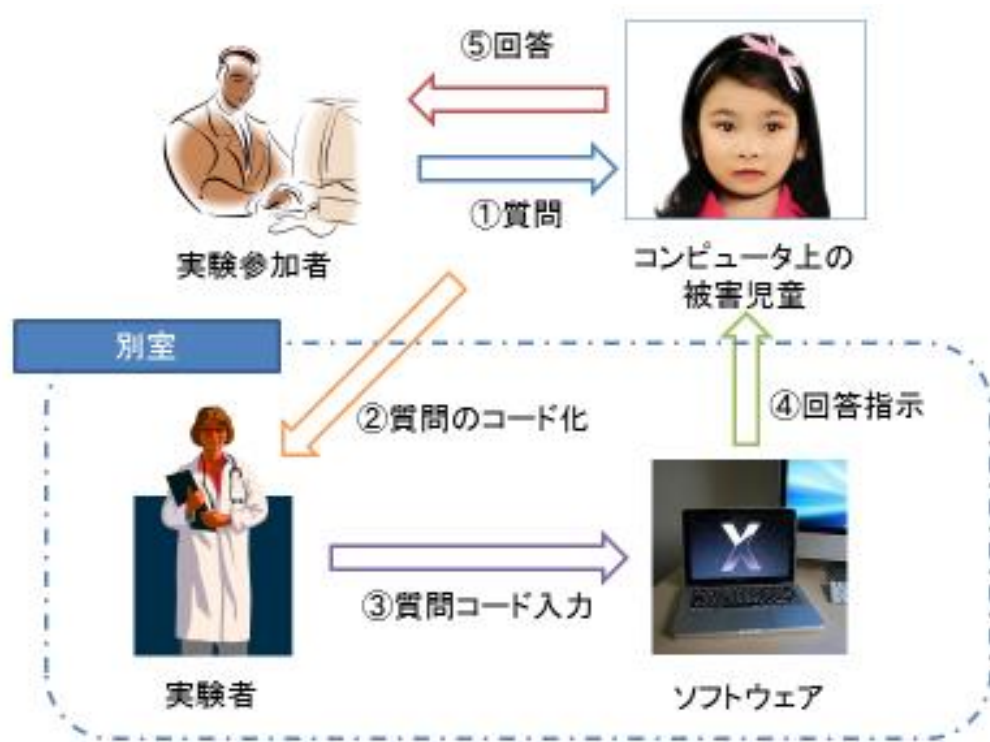 ⑤回答
①質問
実験参加者
コンピュータ上の
被害児童
別室
②質問のコード化
④回答指示
③質問コード入力
実験者
ソフトウェア